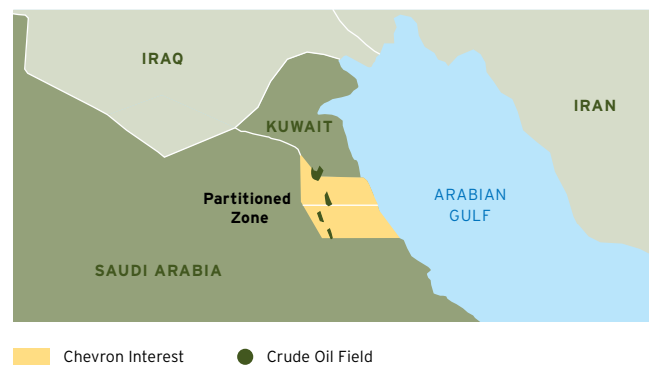 IRAQ
IRAN
KUWAIT
Partitioned
Zone
ARABIAN
GULF
SAUDI ARABIA
Chevron Interest
Crude Oil Field